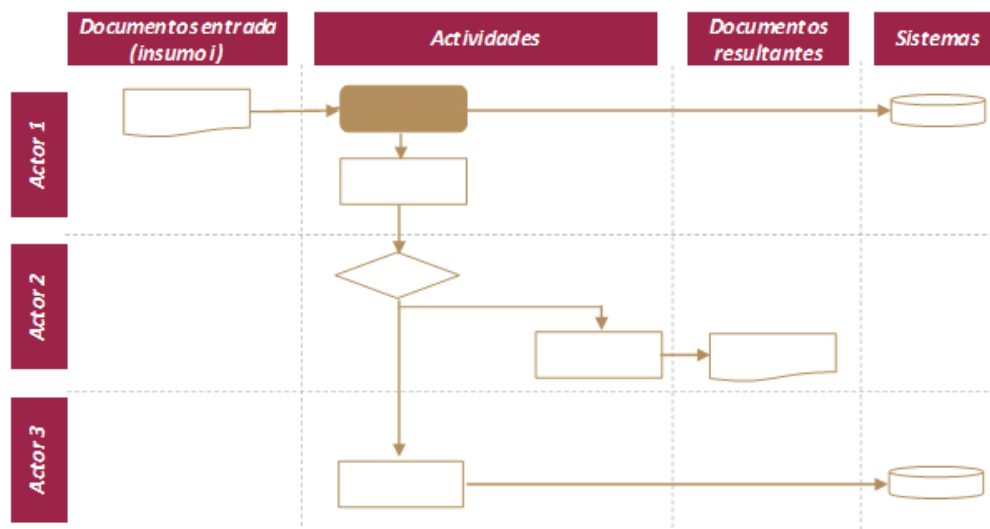 Documentos entrada
(insumo i)
Actividades
Documentos
resultantes
Sistemas
Actor 1
Actor 2
Actor 3